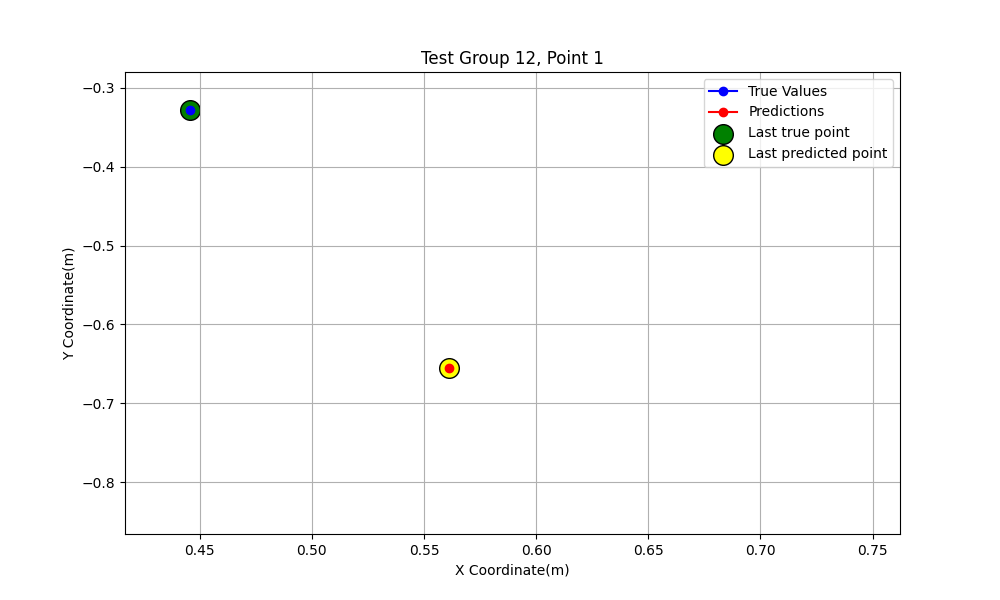 Test Group 12, Point 1
True Values
Predictions
Last true point
Last predicted point
−0.3
−0.4
−0.5
−0.6
−0.7
−0.8
Y Coordinate(m)
0.45 0.50 0.55 0.60 0.65 0.70 0.75
X Coordinate(m)